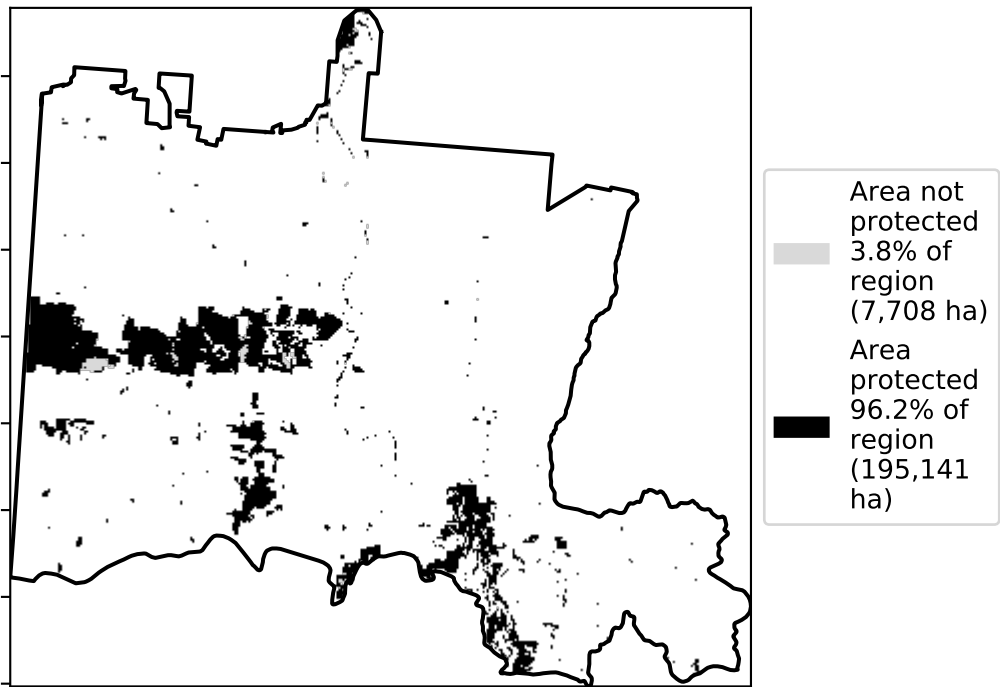 Area not
protected
3.8% of
region
(7,708 ha)
Area
protected
96.2% of
region
(195,141
ha)